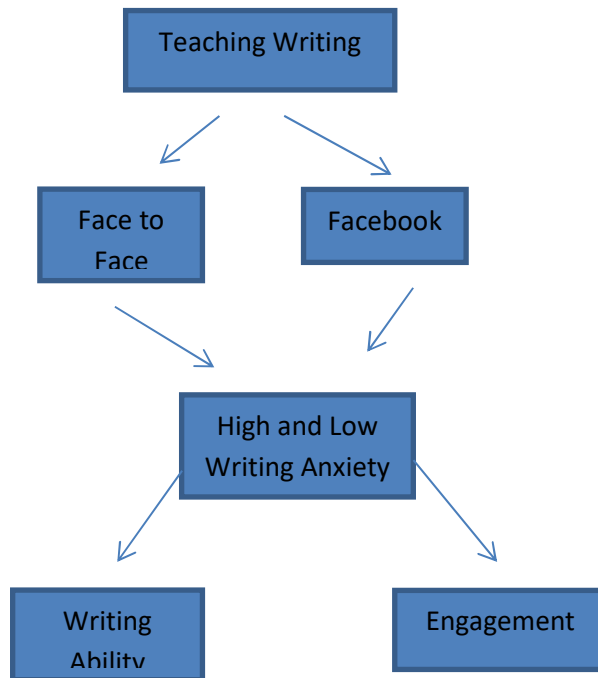 Teaching Writing
Face to
Face
Facebook
High and Low
Writing Anxiety
Writing
Ability
Engagement